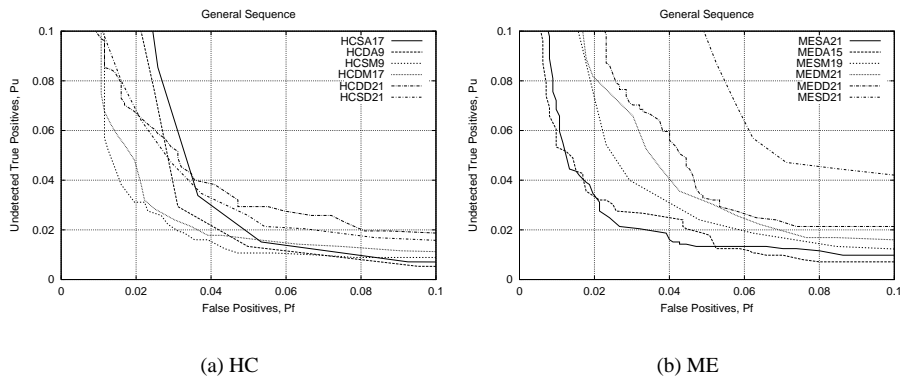 General Sequence
0.1
0.08
0.06
0.04
0.02
0
Undetected True Positives, Pu
HCSA17
HCDA9
HCSM9
HCDM17
HCDD21
HCSD21
0 0.02 0.04 0.06 0.08 0.1
False Positives, Pf
(a) HC
General Sequence
0.1
0.08
0.06
0.04
0.02
0
Undetected True Positives, Pu
MESA21
MEDA15
MESM19
MEDM21
MEDD21
MESD21
0 0.02 0.04 0.06 0.08 0.1
False Positives, Pf
(b) ME